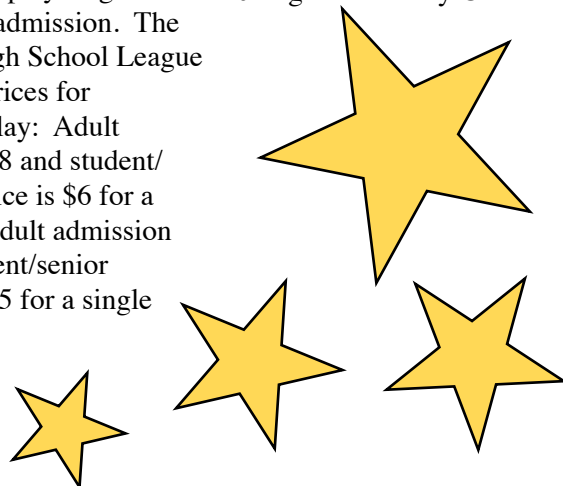 admission. The
gh School League
rices for
lay: Adult
8 and student/
ce is $6 for a
dult admission
ent/senior
5 for a single